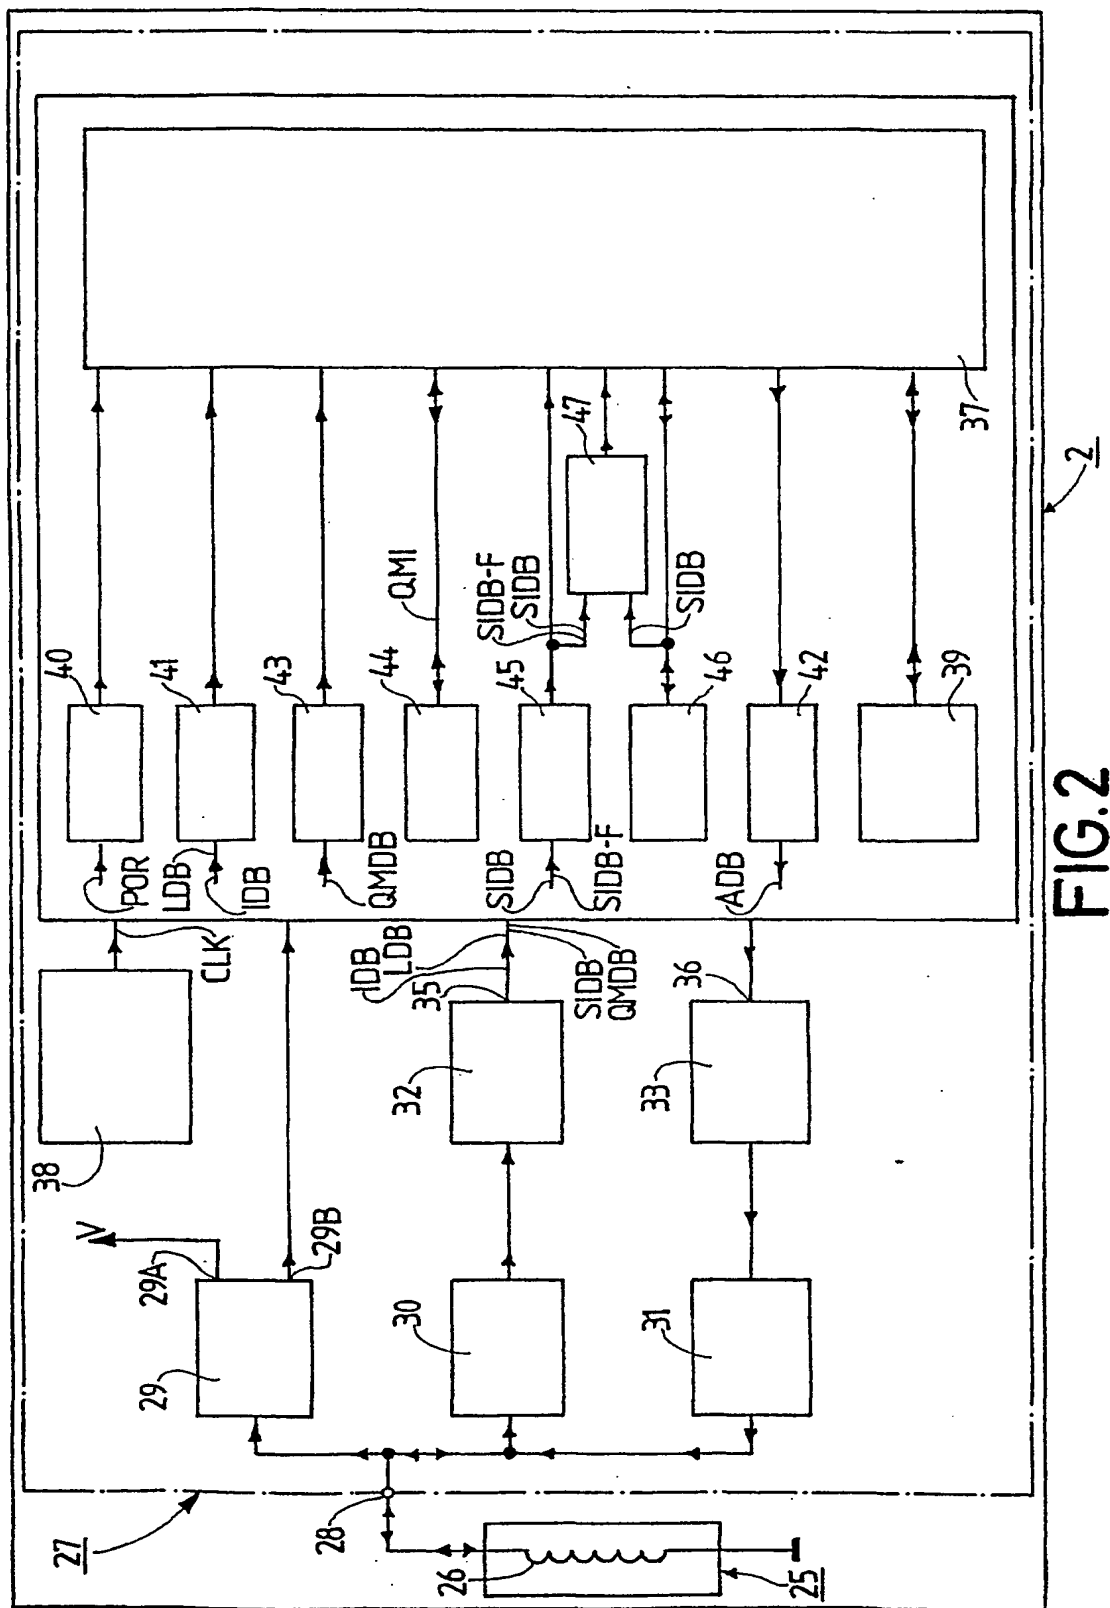 27
28
25
26
29
29A
V
29B
30
31
38
32
33
CLK
35
36
IDB
LDB
SIDB
QMDB
POR
LDB
IDB
QMDB
SIDB
SIDB-F
ADB
40
41
43
44
45
46
42
39
QMI
SIDB-F
SIDB
SIDB
47
37
2
FIG.2